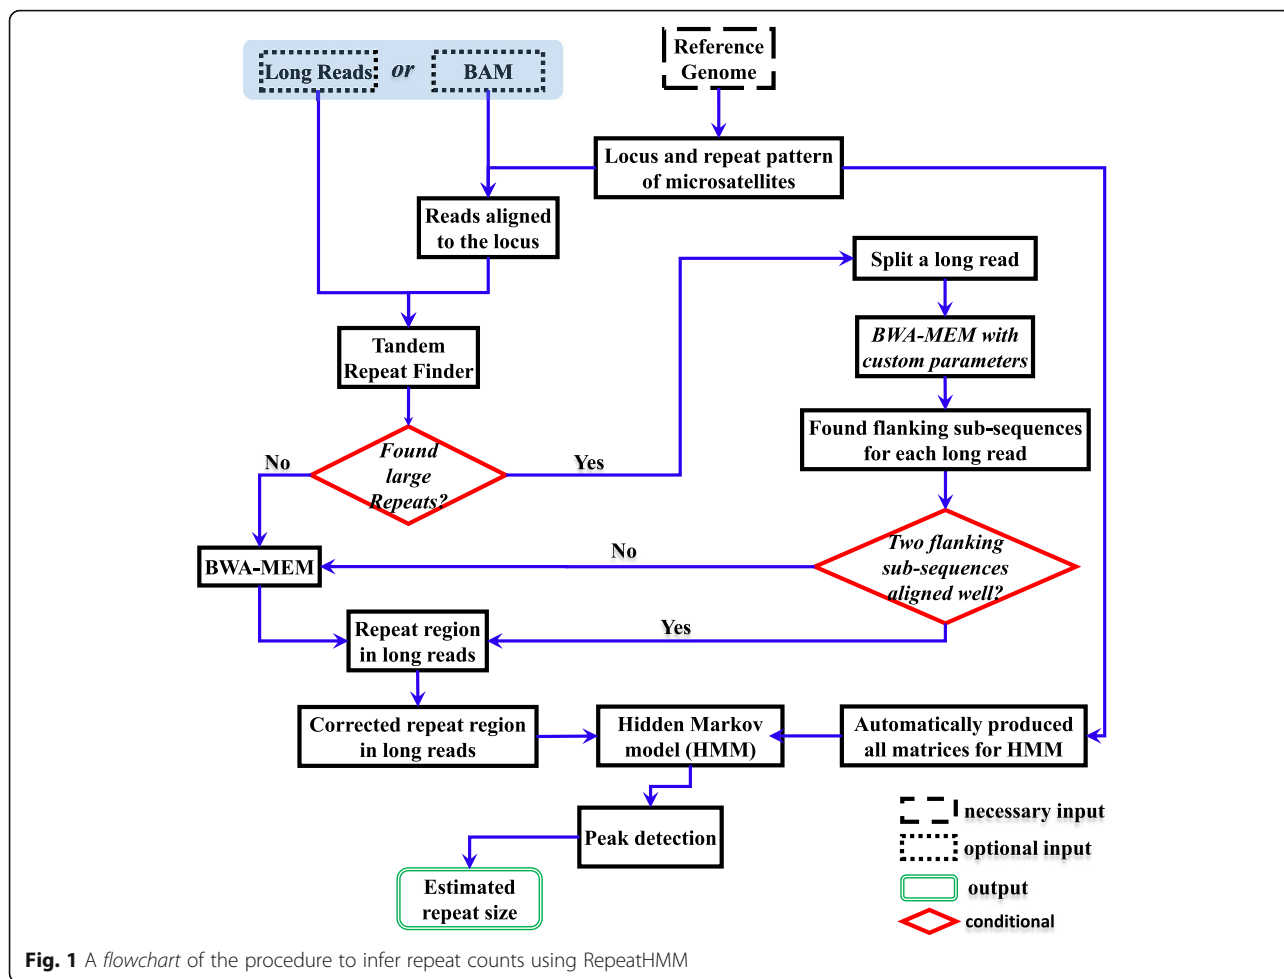 Long Reads or BAM
Reference
Genome
Locus and repeat pattern
of microsatellites
Reads aligned
to the locus
Split a long read
Tandem
Repeat Finder
BWA-MEM with
custom parameters
Found flanking sub-sequences
for each long read
No
Found
large
Repeats?
Yes
BWA-MEM
No
Two flanking
sub-sequences
aligned well?
Repeat region
in long reads
Yes
Corrected repeat region
in long reads
Hidden Markov
model (HMM)
Automatically produced
all matrices for HMM
Peak detection
Estimated
repeat size
necessary input
optional input
output
conditional
Fig. 1 A flowchart of the procedure to infer repeat counts using RepeatHMM